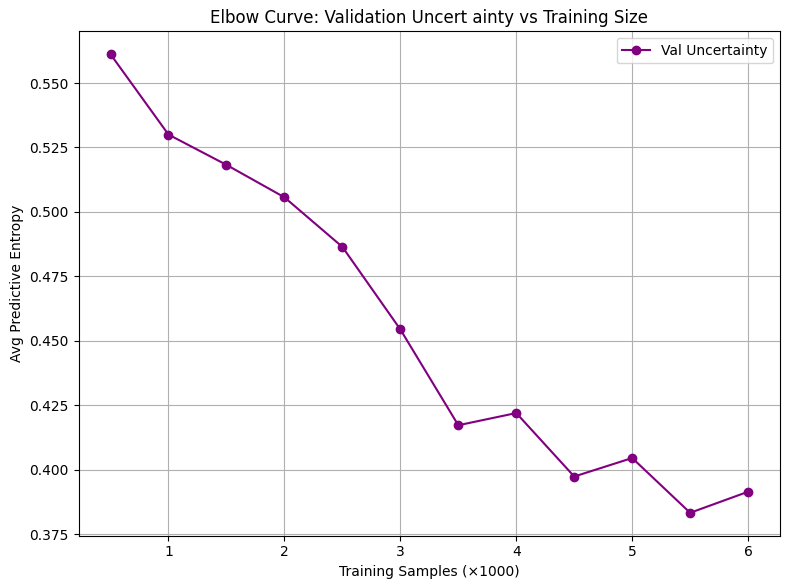 Elbow Curve: Validation Uncert ainty vs Training Size
Val Uncertainty
0.550
0.525
0.500
0.475
0.450
0.425
0.400
0.375
Avg Predictive Entropy
1 2 3 4 5 6
Training Samples (×1000)